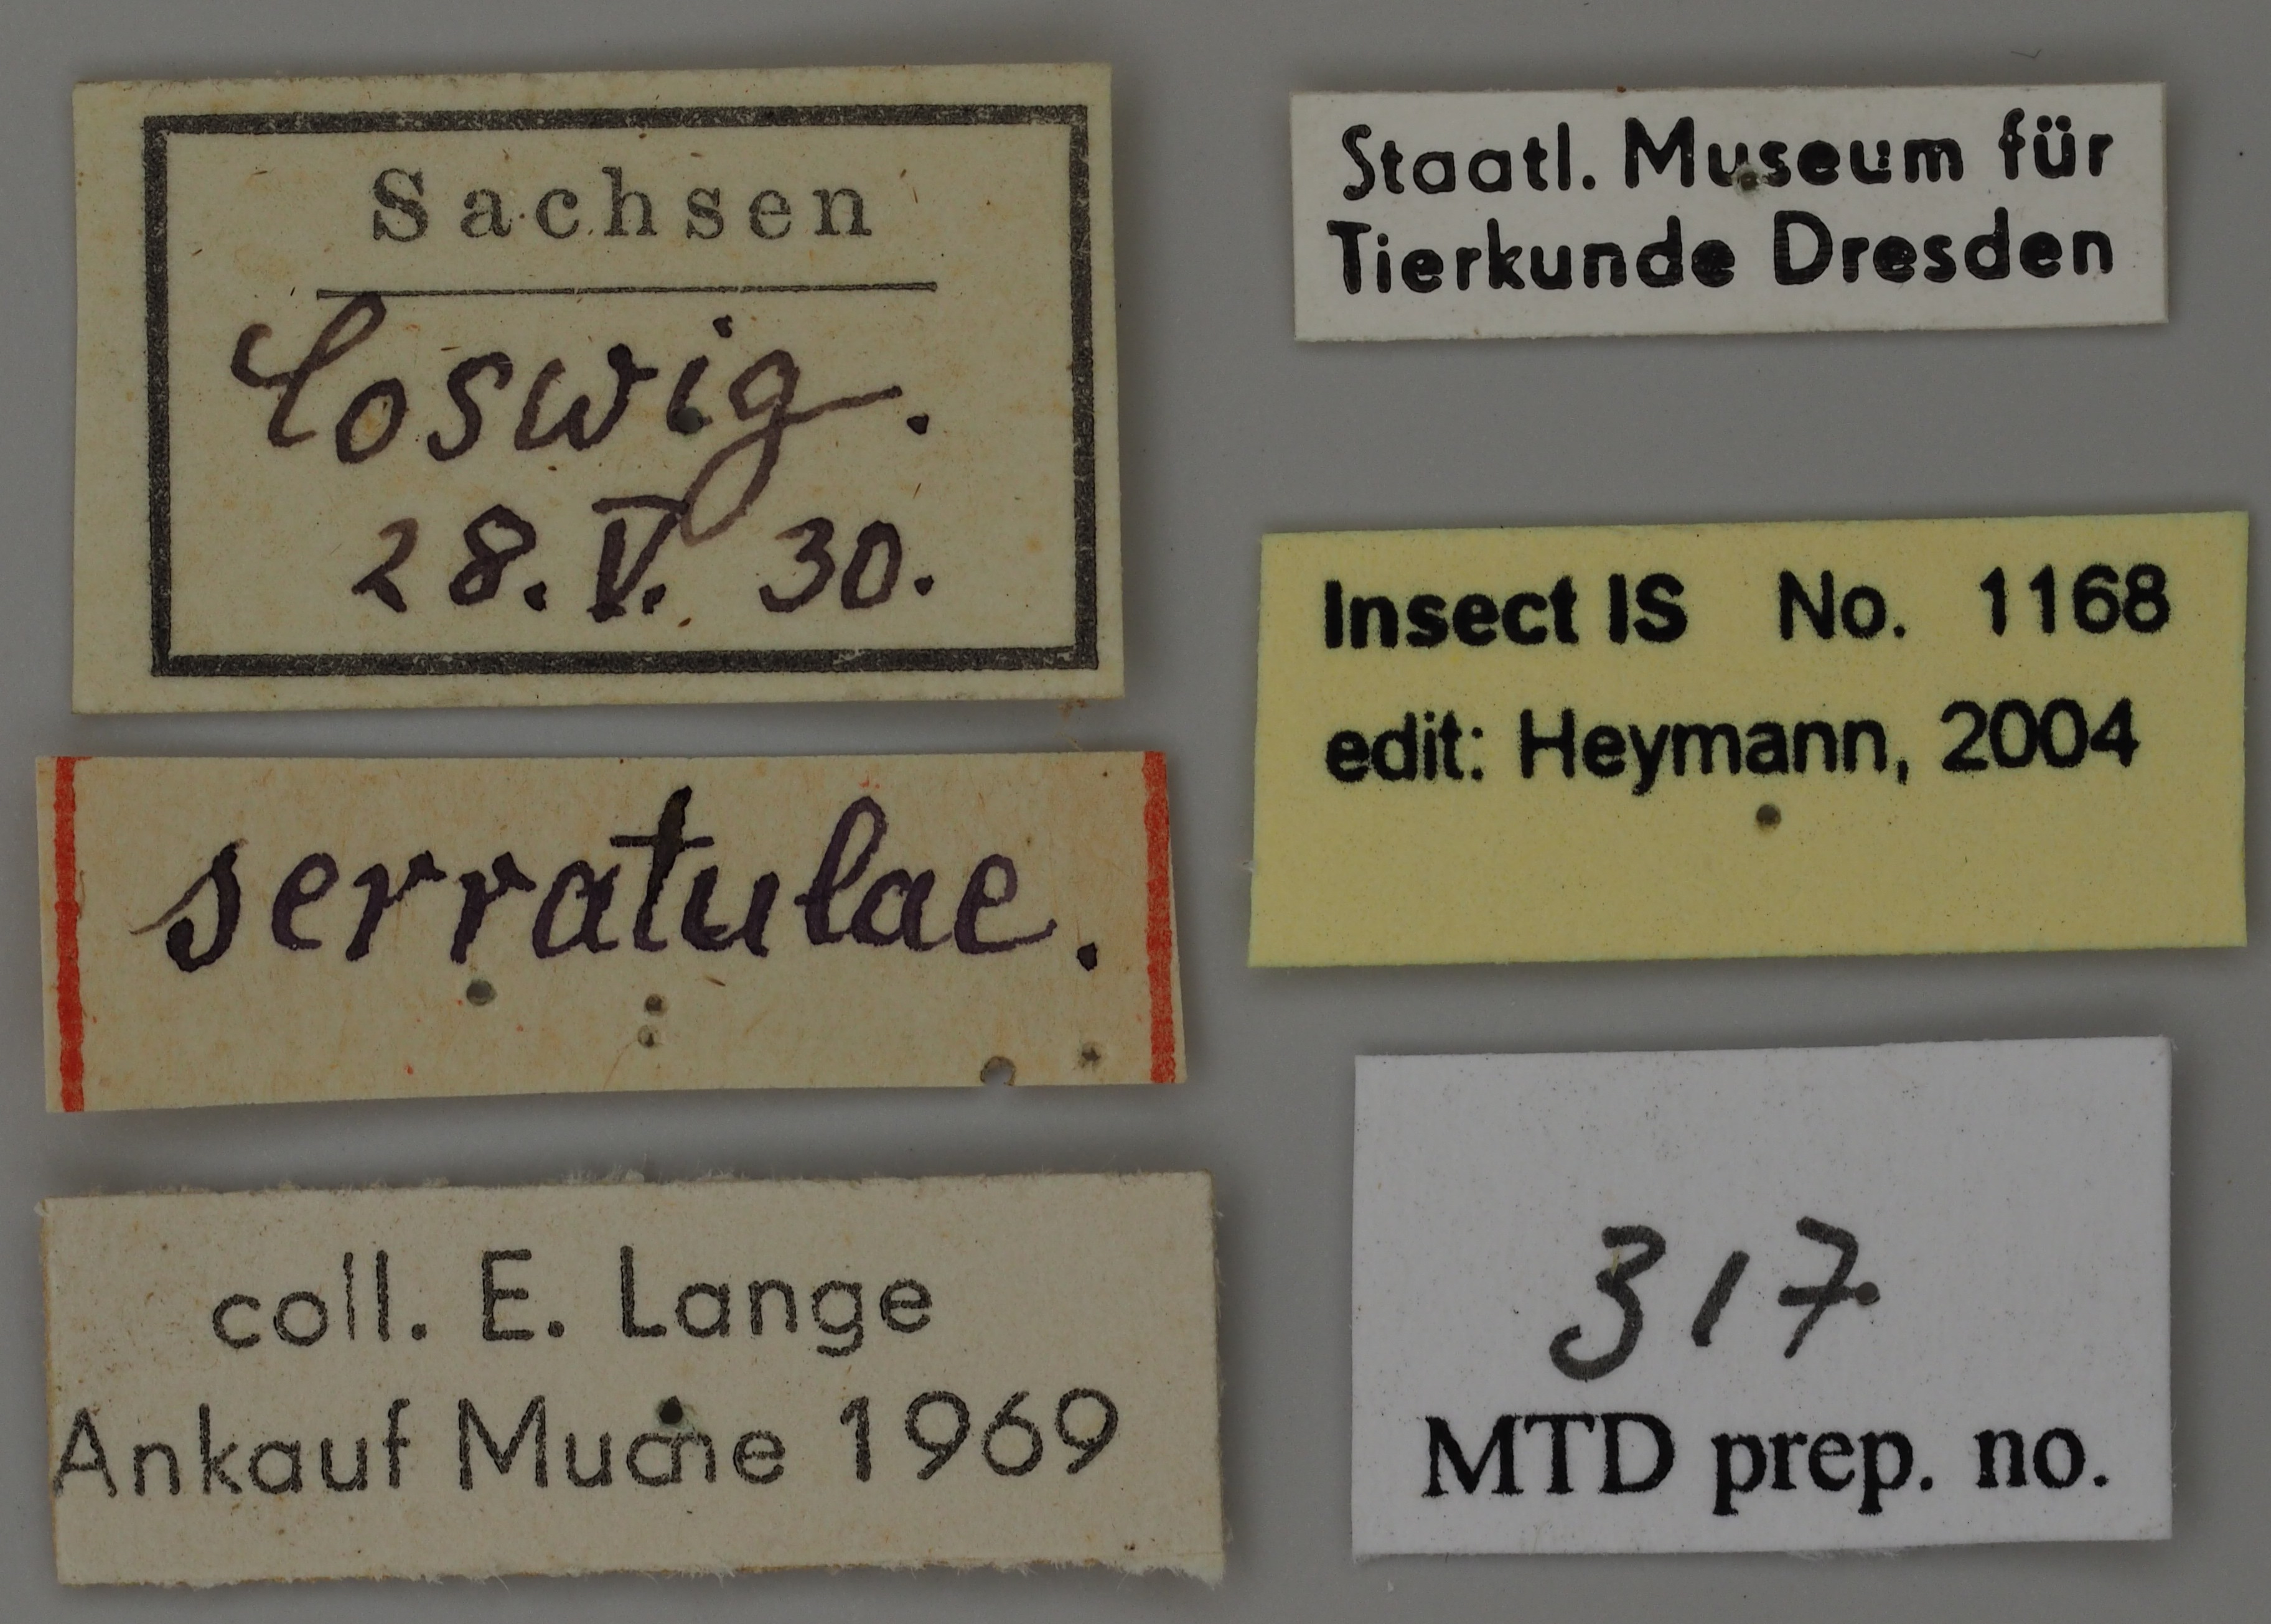 Sachsen
Coswig.
28. V. 30.
serratulae.
coll. E. Lange
Ankauf Muche 1969
Staatl. Museum für
Tierkunde Dresden
Insect IS No. 1168
edit: Heymann, 2004
317
MTD prep. no.